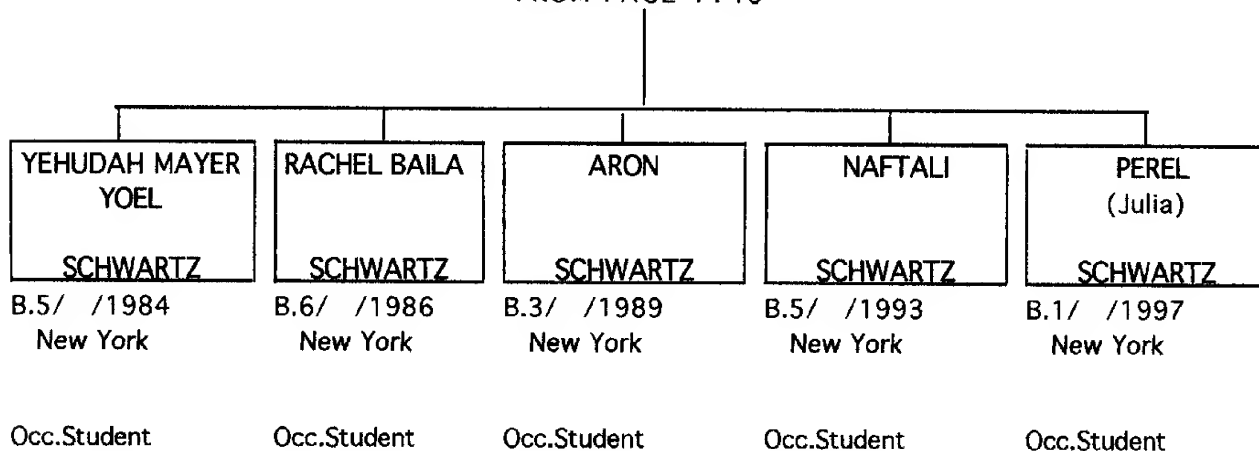 YEHUDAH MAYER
YOEL
SCHWARTZ
B.5/ /1984
New York
Occ.Student
RACHEL BAILA
SCHWARTZ
B.6/ /1986
New York
Occ.Student
ARON
SCHWARTZ
B.3/ /1989
New York
Occ.Student
NAFTALI
SCHWARTZ
B.5/ /1993
New York
Occ.Student
PEREL
(Julia)
SCHWARTZ
B.1/ /1997
New York
Occ.Student